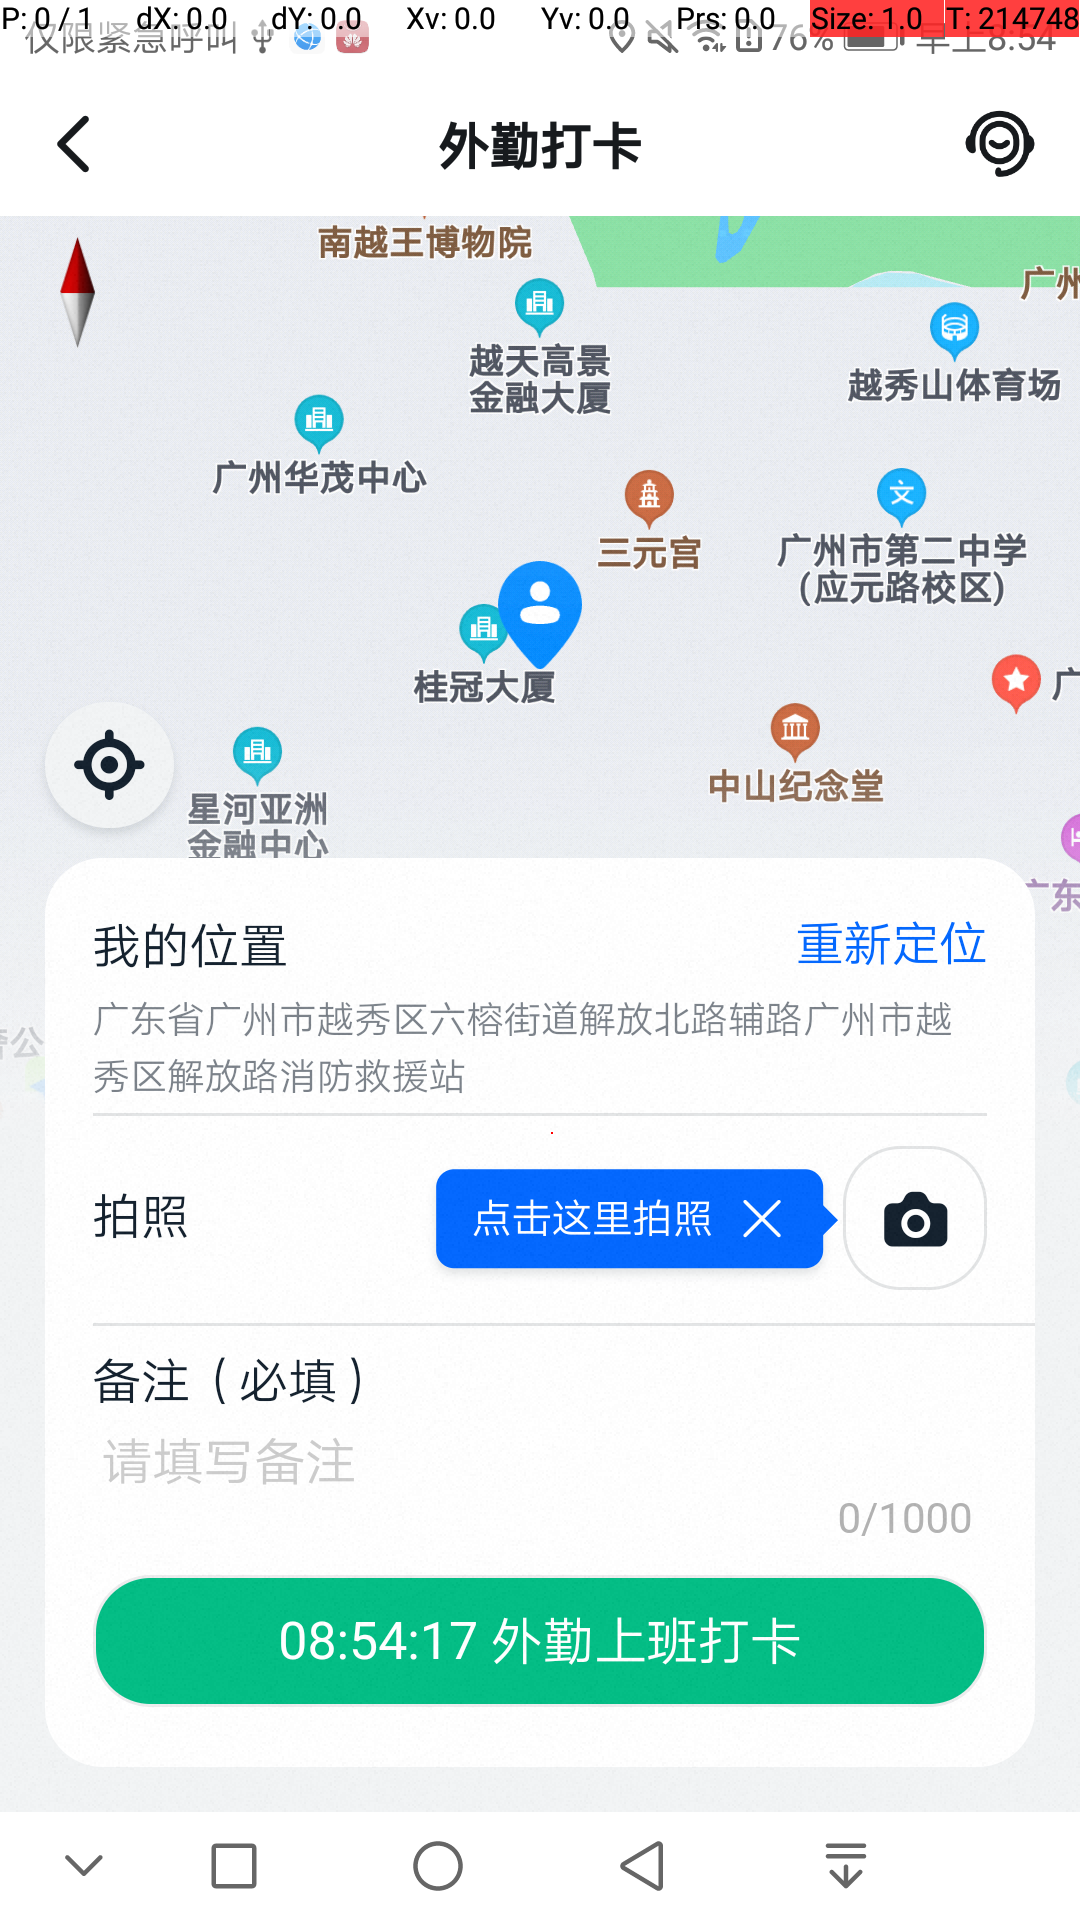 P: 0 / 1 dX: 0.0 dY: 0.0 Xv: 0.0 Yv: 0.0 Prs: 0.0 Size: 1.0 T: 214748
仅限紧急呼叫 76% 早上8:54
外勤打卡
南越王博物院
广州
越天高景
金融大厦
越秀山体育场
广州华茂中心
文
三元宫
广州市第二中学
(应元路校区)
桂冠大厦
广
中山纪念堂
星河亚洲
金融中心
广东
我的位置 重新定位
广东省广州市越秀区六榕街道解放北路辅路广州市越
秀区解放路消防救援站
拍照 点击这里拍照
备注（必填）
请填写备注
0/1000
08:54:17 外勤上班打卡